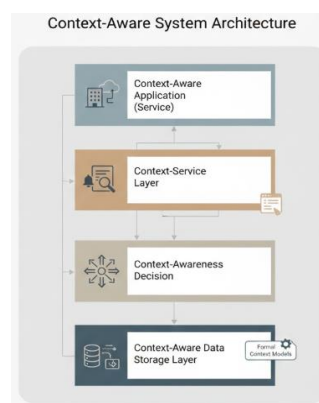 Context-Aware System Architecture
Context-Aware
Application
(Service)
Context-Service
Layer
Context-Awareness
Decision
Context-Aware Data
Storage Layer
Formal
Context Models